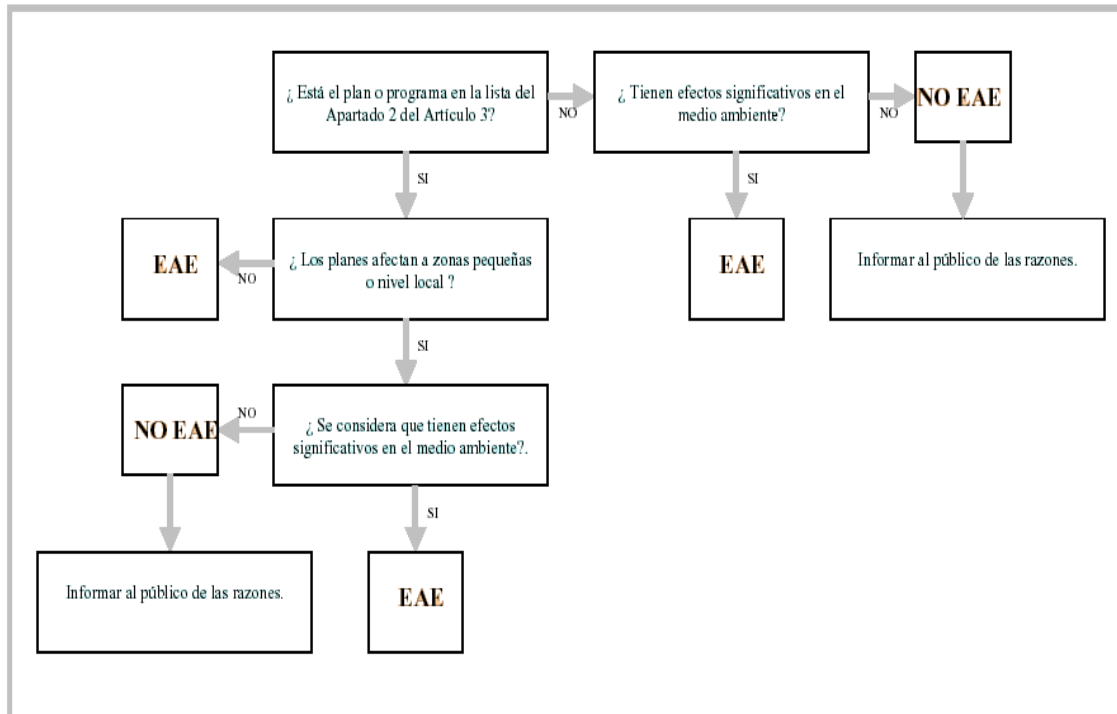 ¿ Está el plan o programa en la lista del
Apartado 2 del Artículo 3?
NO
¿ Tienen efectos significativos en el
medio ambiente?
NO
NO EAE
SI
SI
EAE
NO
¿ Los planes afectan a zonas pequeñas
o nivel local ?
EAE
Informar al público de las razones.
SI
NO EAE
NO
¿ Se considera que tienen efectos
significativos en el medio ambiente?.
SI
Informar al público de las razones.
EAE